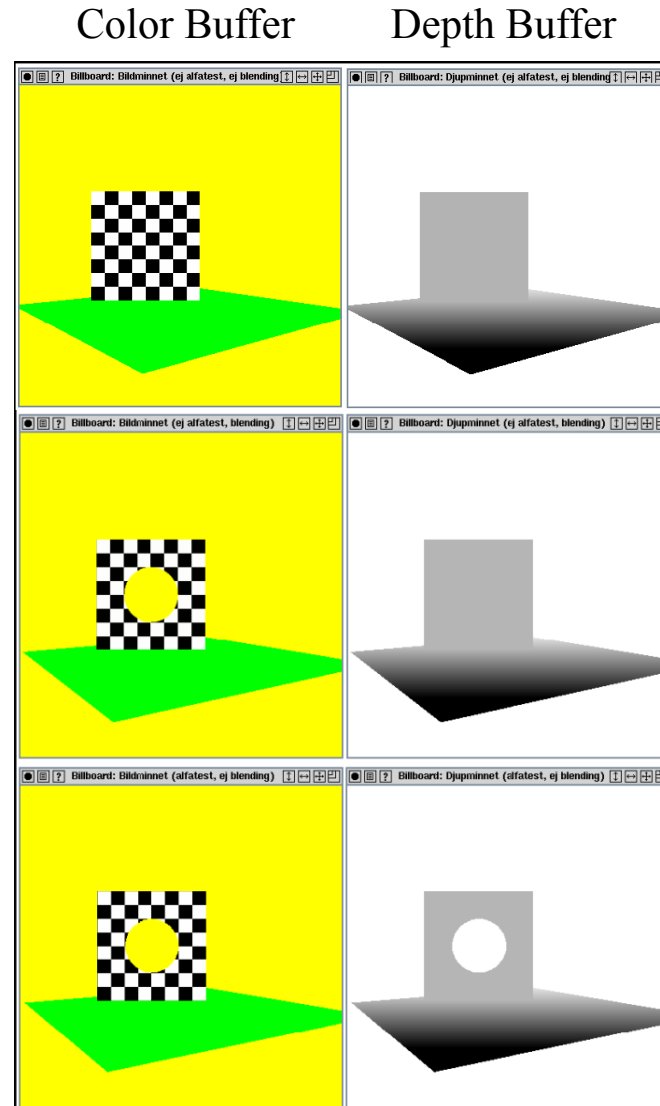 Color Buffer Depth Buffer
? Billboard: Bildminnet (ej alfatest, ej blending
? Billboard: Djupminnet (ej alfatest, ej blending
? Billboard: Bildminnet (ej alfatest, blending)
? Billboard: Djupminnet (ej alfatest, blending)
? Billboard: Bildminnet (alfatest, ej blending)
? Billboard: Djupminnet (alfatest, ej blending)